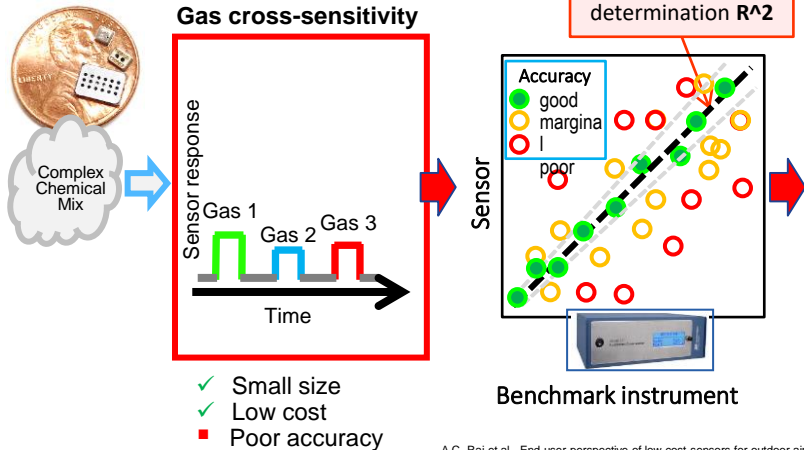 Gas cross-sensitivity
determination R^2
LIBERTY
Complex
Chemical
Mix
Sensor response
Gas 1
Gas 2
Gas 3
Time
✓ Small size
✓ Low cost
▪ Poor accuracy
Accuracy
good
margina
l
poor
Sensor
Benchmark instrument